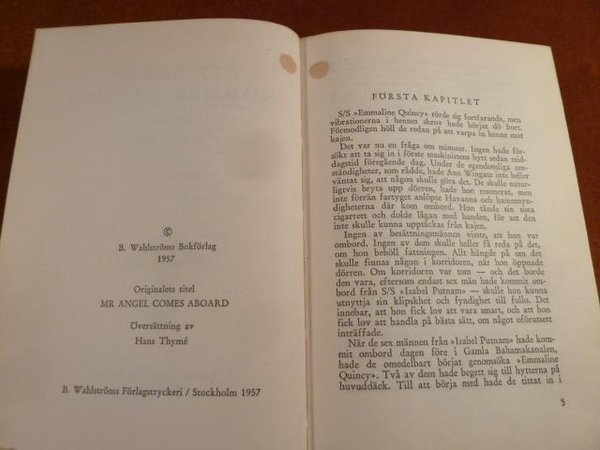 ©
B. Wahlströms Bokförlag
1957
Originalets titel
MR ANGEL COMES ABOARD
Översättning av
Hans Thymé
B. Wahlströms Förlagstryckeri / Stockholm 1957
FÖRSTA KAPITLET
S/S »Emmaline Quincy» rörde sig fortfarande, men
vibrationerna i hennes skrov hade börjat dö bort.
Förmodligen höll de redan på att varpa in henne mot
kajen.
Det var nu en fråga om minuter. Ingen hade för-
sökt att ta sig in i förste maskinistens hytt sedan mid-
dagstid föregående dag. Under de egendomliga om-
ständigheter, som rådde, hade Ann Wingate inte heller
väntat sig, att någon skulle göra det. De skulle natur-
ligtvis bryta upp dörren, hade hon resonerat, men
inte förrän fartyget anlöpte Havanna och hamnmyn-
digheterna där kom ombord. Hon tände sin sista
cigarrett och dolde lågan med handen, för att den
inte skulle kunna upptäckas från kajen.
Ingen av besättningsmännen visste, att hon var
ombord. Ingen av dem skulle heller få reda på det,
om hon behöll fattningen. Allt hängde på om det
skulle finnas någon i korridoren, när hon öppnade
dörren. Om korridoren var tom — och det borde
den vara, eftersom endast sex man hade kommit om-
bord från S/S »Isabel Putnam» — skulle hon kunna
utnyttja sin klipskhet och fyndighet till fullo. Det
innebar, att hon fick lov att vara smart, och att hon
fick lov att handla på bästa sätt, om något oförutsett
inträffade.
När de sex männen från »Isabel Putnam» hade kom-
mit ombord dagen före i Gamla Bahamakanalen,
hade de omedelbart börjat genomsöka »Emmaline
Quincy». Två av dem hade begett sig till hytterna på
huvuddäck. Till att börja med hade de tittat in i
5